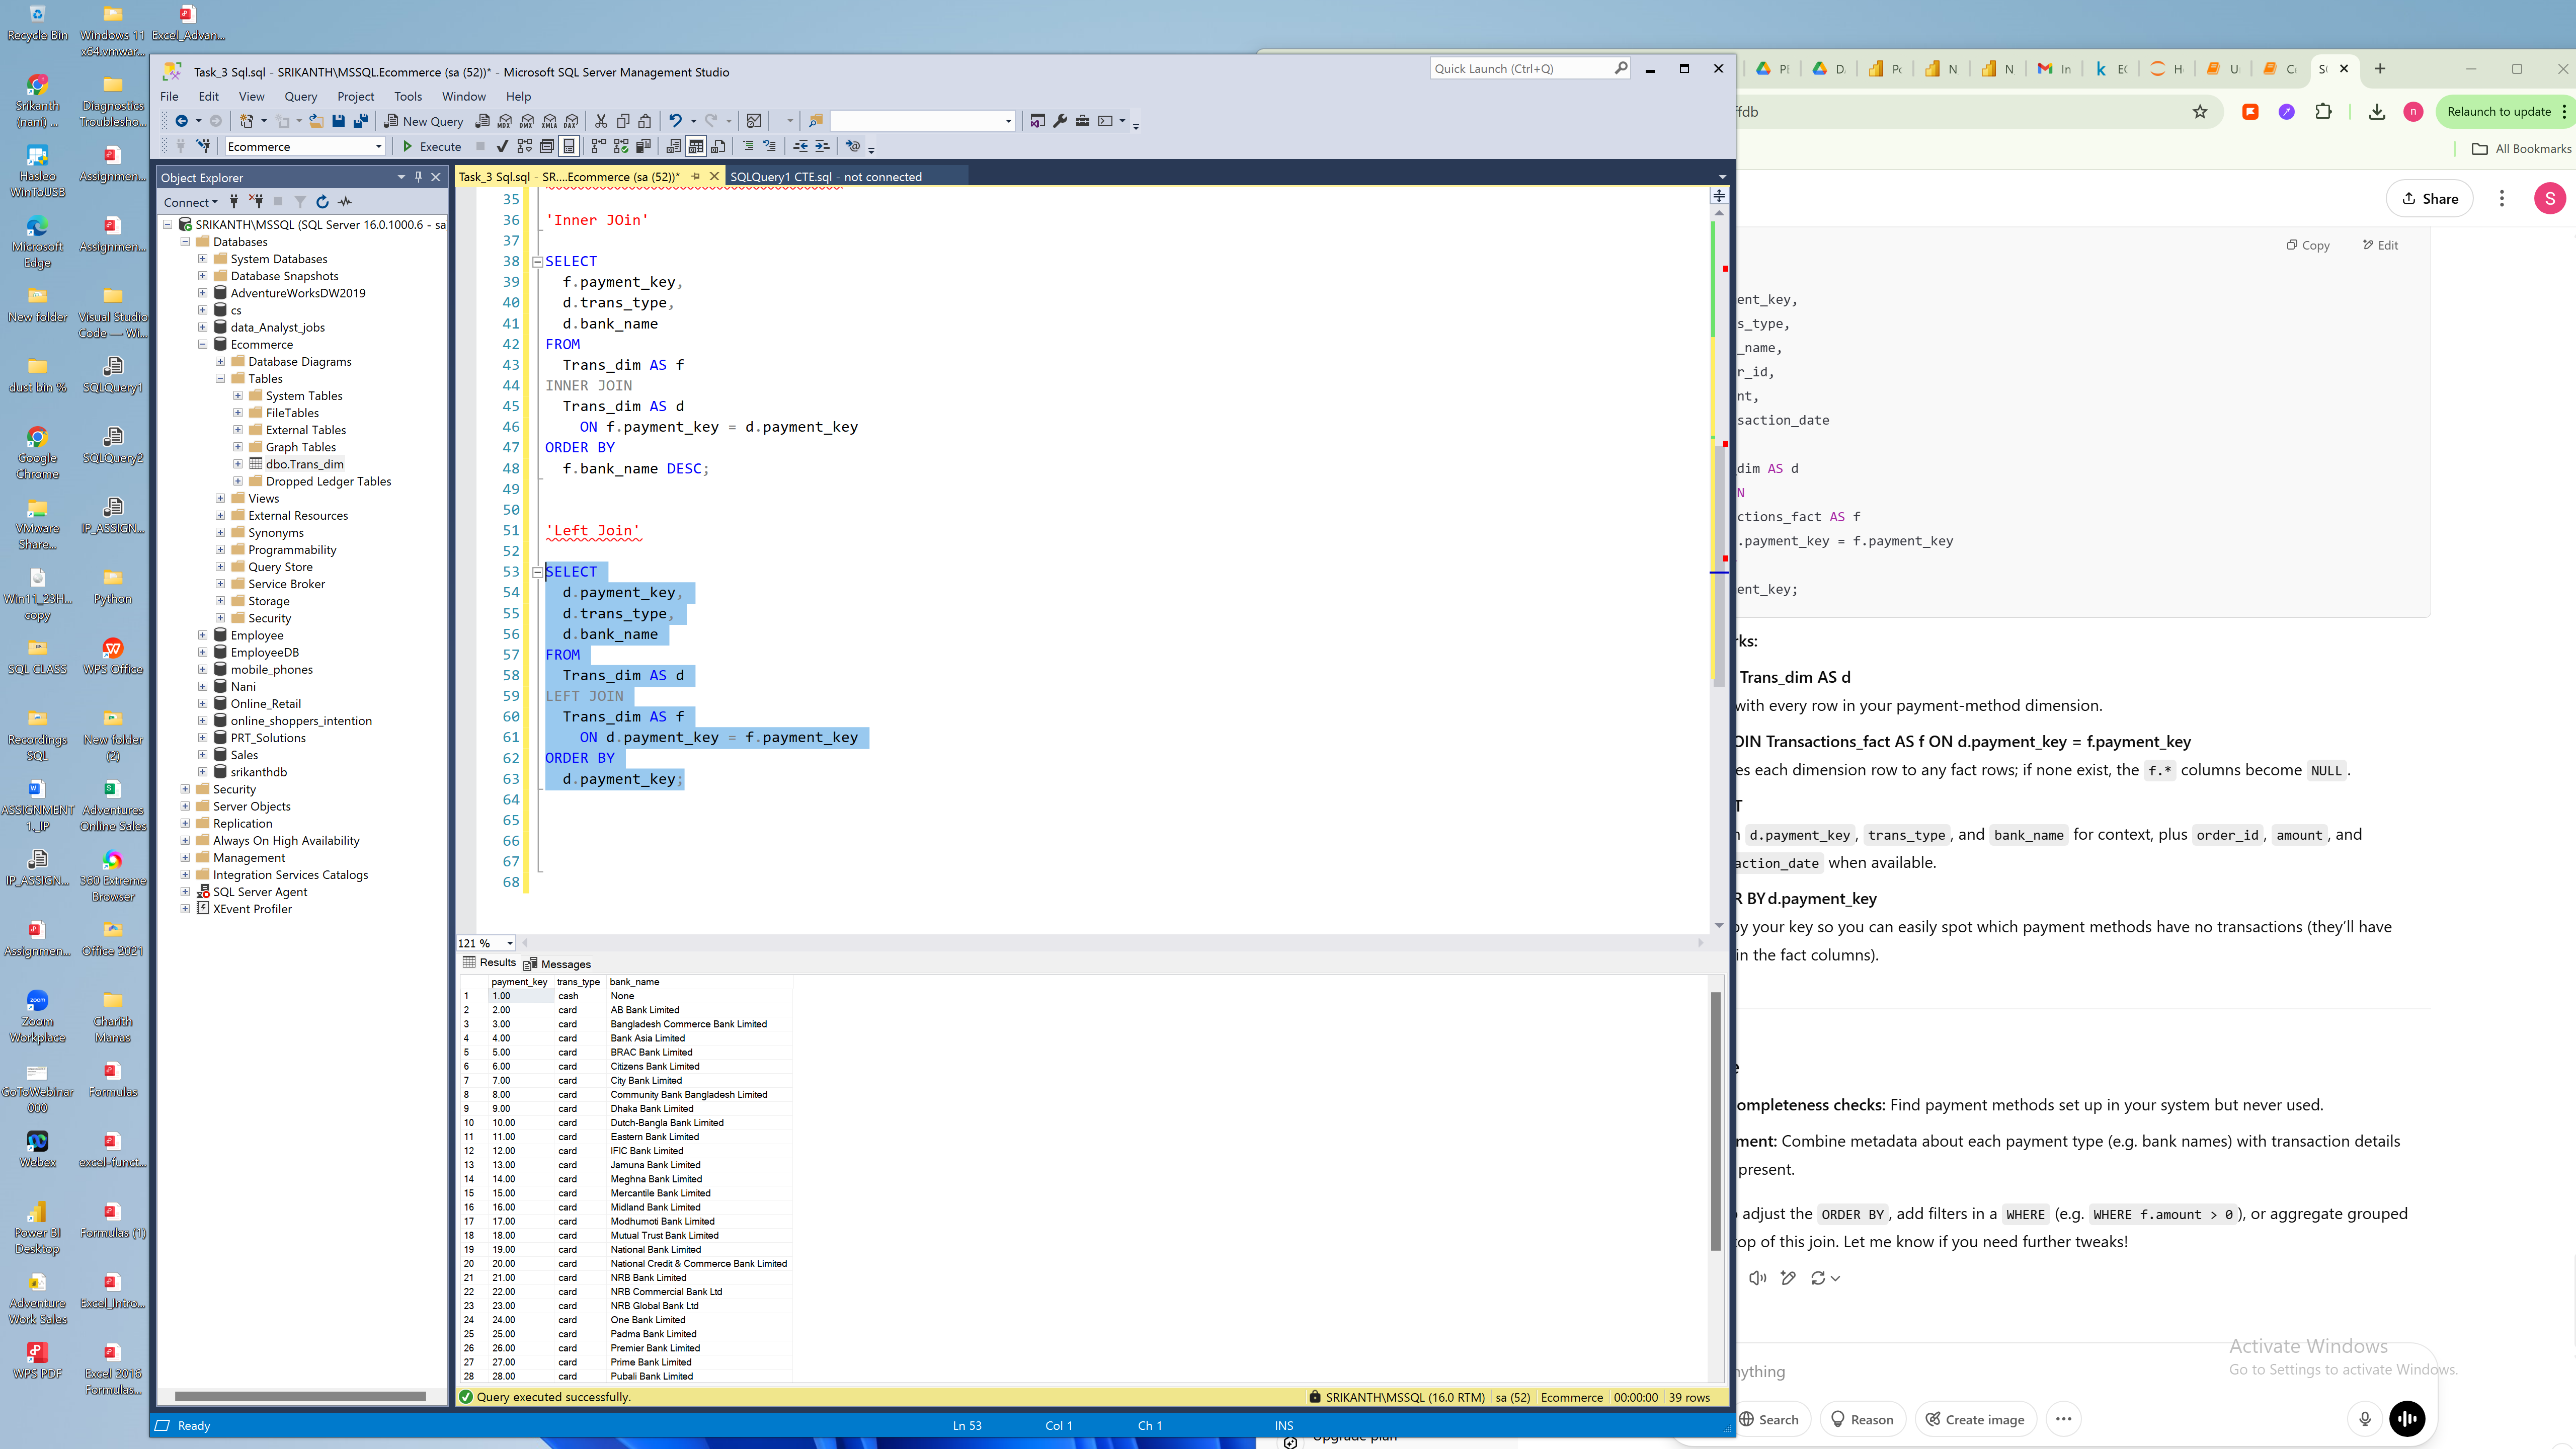 Recycle Bin
Windows 11 x64.vmwar...
Excel_Advan...
Srikanth (nani) ...
Diagnostics Troublesho...
Hasleo WinToUSB
Assignmen...
Microsoft Edge
Assignmen...
New folder
Visual Studio Code — Wi...
dust bin %
SQLQuery1
Google Chrome
SQLQuery2
VMware Share...
IP_ASSIGN...
Win11_23H... copy
Python
SQL CLASS
WPS Office
Recordings SQL
New folder (2)
ASSIGNMENT 1._IP
Adventures Online Sales
IP_ASSIGN...
360 Extreme Browser
Assignmen...
Office 2021
Zoom Workplace
Charith Manas
GoToWebinar 000
Formulas
Webex
excel-funct...
Power BI Desktop
Formulas (1)
Adventure Work Sales
Excel_Intro...
WPS PDF
Excel 2016 Formulas...
Task_3 Sql.sql - SRIKANTH\MSSQL.Ecommerce (sa (52))* - Microsoft SQL Server Management Studio
Quick Launch (Ctrl+Q)
File Edit View Query Project Tools Window Help
New Query
Ecommerce
Execute
Object Explorer
Connect
SRIKANTH\MSSQL (SQL Server 16.0.1000.6 - sa
Databases
System Databases
Database Snapshots
AdventureWorksDW2019
cs
data_Analyst_jobs
Ecommerce
Database Diagrams
Tables
System Tables
FileTables
External Tables
Graph Tables
dbo.Trans_dim
Dropped Ledger Tables
Views
External Resources
Synonyms
Programmability
Query Store
Service Broker
Storage
Security
Employee
EmployeeDB
mobile_phones
Nani
Online_Retail
online_shoppers_intention
PRT_Solutions
Sales
srikanthdb
Security
Server Objects
Replication
Always On High Availability
Management
Integration Services Catalogs
SQL Server Agent
XEvent Profiler
Task_3 Sql.sql - SR....Ecommerce (sa (52))*
SQLQuery1 CTE.sql - not connected
35
36 'Inner JOin'
37
38 SELECT
39 f.payment_key,
40 d.trans_type,
41 d.bank_name
42 FROM
43 Trans_dim AS f
44 INNER JOIN
45 Trans_dim AS d
46 ON f.payment_key = d.payment_key
47 ORDER BY
48 f.bank_name DESC;
49
50
51 'Left Join'
52
53 SELECT
54 d.payment_key,
55 d.trans_type,
56 d.bank_name
57 FROM
58 Trans_dim AS d
59 LEFT JOIN
60 Trans_dim AS f
61 ON d.payment_key = f.payment_key
62 ORDER BY
63 d.payment_key;
64
65
66
67
68
121 %
Results Messages
payment_key trans_type bank_name
1 1.00 cash None
2 2.00 card AB Bank Limited
3 3.00 card Bangladesh Commerce Bank Limited
4 4.00 card Bank Asia Limited
5 5.00 card BRAC Bank Limited
6 6.00 card Citizens Bank Limited
7 7.00 card City Bank Limited
8 8.00 card Community Bank Bangladesh Limited
9 9.00 card Dhaka Bank Limited
10 10.00 card Dutch-Bangla Bank Limited
11 11.00 card Eastern Bank Limited
12 12.00 card IFIC Bank Limited
13 13.00 card Jamuna Bank Limited
14 14.00 card Meghna Bank Limited
15 15.00 card Mercantile Bank Limited
16 16.00 card Midland Bank Limited
17 17.00 card Modhumoti Bank Limited
18 18.00 card Mutual Trust Bank Limited
19 19.00 card National Bank Limited
20 20.00 card National Credit & Commerce Bank Limited
21 21.00 card NRB Bank Limited
22 22.00 card NRB Commercial Bank Ltd
23 23.00 card NRB Global Bank Ltd
24 24.00 card One Bank Limited
25 25.00 card Padma Bank Limited
26 26.00 card Premier Bank Limited
27 27.00 card Prime Bank Limited
28 28.00 card Pubali Bank Limited
Query executed successfully.
SRIKANTH\MSSQL (16.0 RTM) sa (52) Ecommerce 00:00:00 39 rows
Ready Ln 53 Col 1 Ch 1 INS
ffdb
n
Relaunch to update
All Bookmarks
Share
S
Copy Edit
ent_key,
s_type,
_name,
r_id,
nt,
saction_date
dim AS d
N
ctions_fact AS f
.payment_key = f.payment_key
ent_key;
rks:
Trans_dim AS d
with every row in your payment-method dimension.
OIN Transactions_fact AS f ON d.payment_key = f.payment_key
es each dimension row to any fact rows; if none exist, the f.* columns become NULL.
T
n d.payment_key, trans_type, and bank_name for context, plus order_id, amount, and
action_date when available.
R BY d.payment_key
by your key so you can easily spot which payment methods have no transactions (they’ll have
in the fact columns).
e
ompleteness checks: Find payment methods set up in your system but never used.
ment: Combine metadata about each payment type (e.g. bank names) with transaction details
present.
o adjust the ORDER BY, add filters in a WHERE (e.g. WHERE f.amount > 0), or aggregate grouped
top of this join. Let me know if you need further tweaks!
Activate Windows
Go to Settings to activate Windows.
nything
Search Reason Create image
Upgrade plan